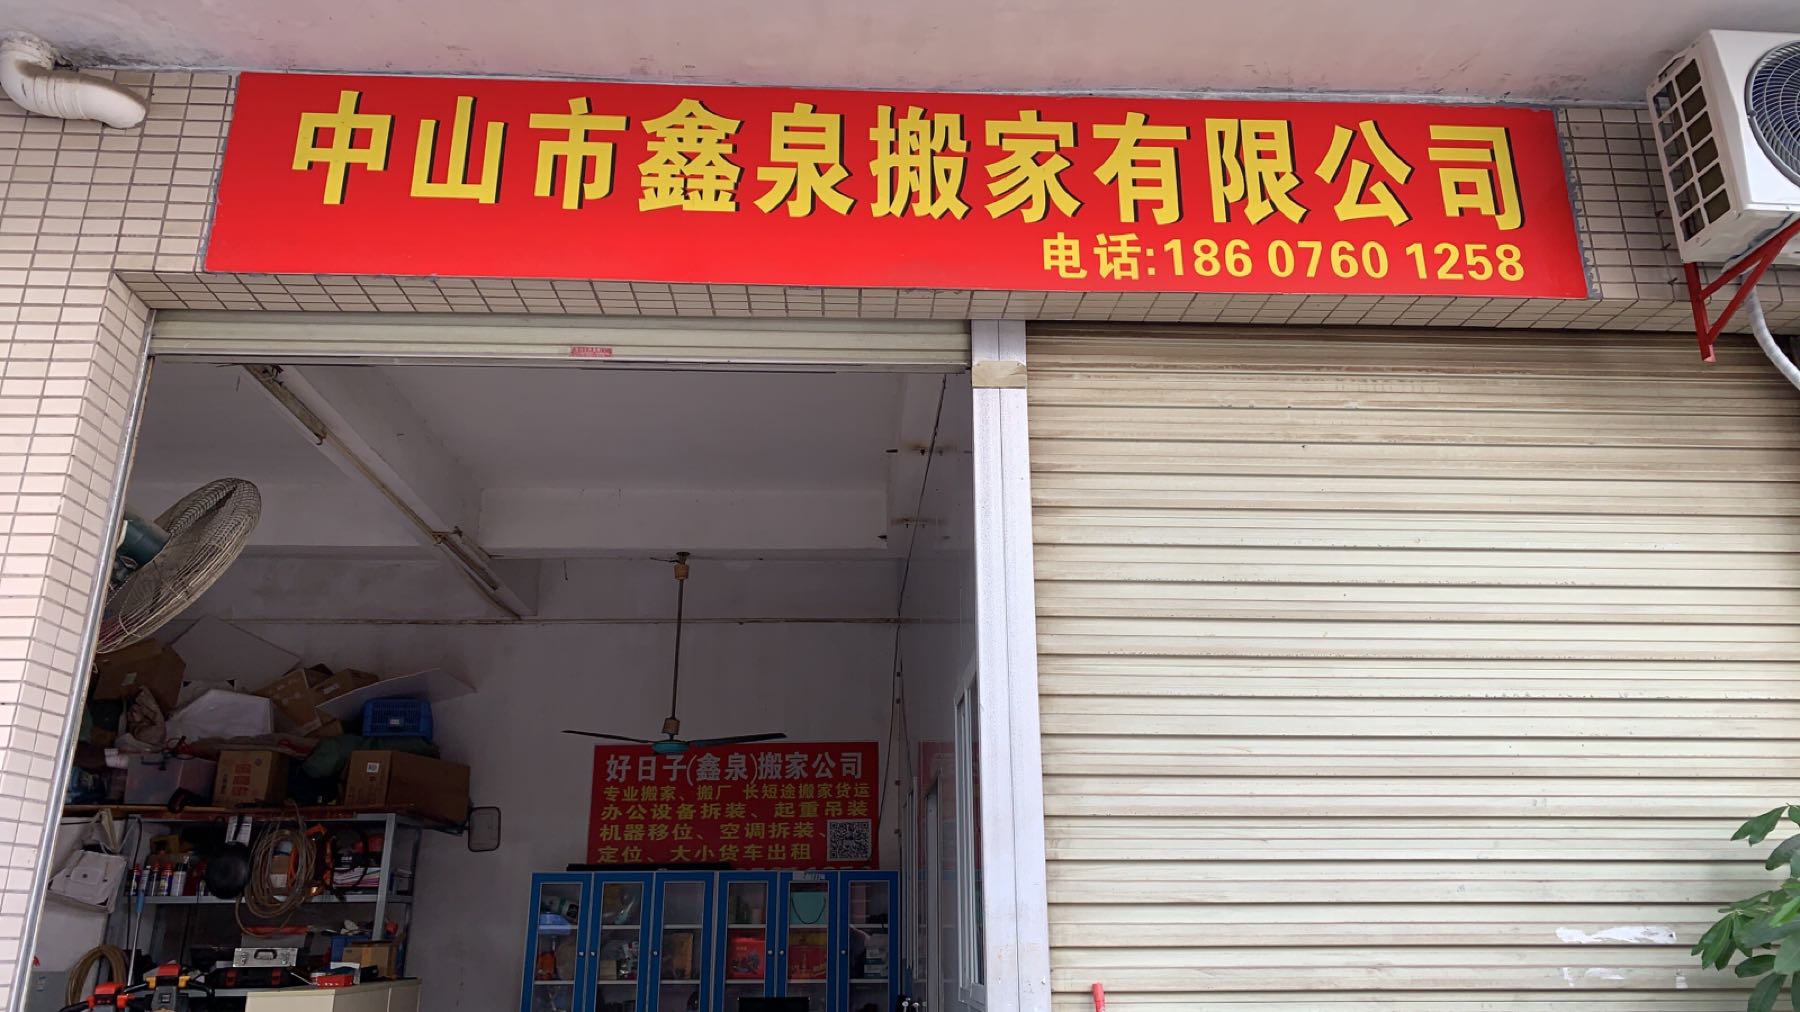 中山市鑫泉搬家有限公司
电话:186 0760 1258
好日子(鑫泉)搬家公司
专业搬家、搬厂 长短途搬家货运
办公设备拆装、起重吊装
机器移位、空调拆装、
定位、大小货车出租